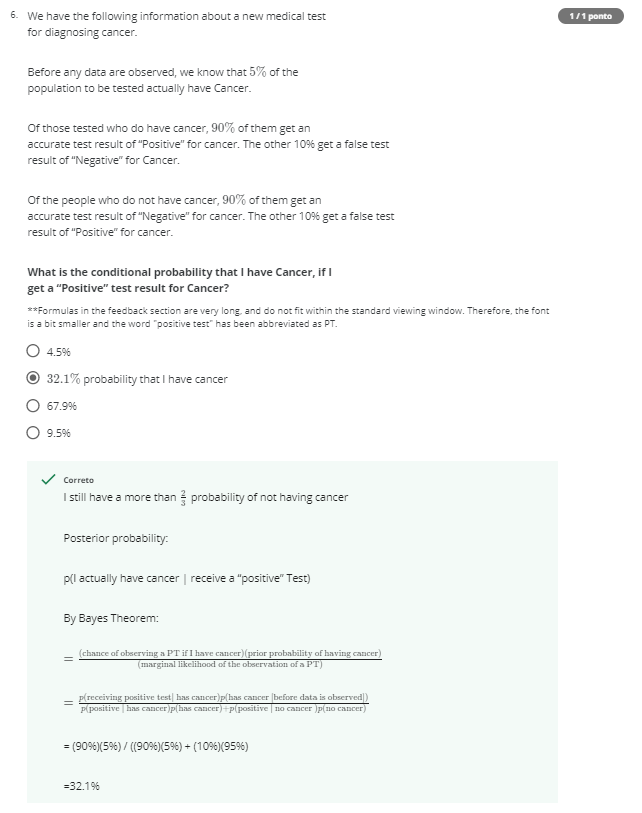 6. We have the following information about a new medical test
1 / 1 ponto
for diagnosing cancer.
Before any data are observed, we know that 5% of the
population to be tested actually have Cancer.
Of those tested who do have cancer, 90% of them get an
accurate test result of "Positive" for cancer. The other 10% get a false test
result of "Negative" for Cancer.
Of the people who do not have cancer, 90% of them get an
accurate test result of "Negative" for cancer. The other 10% get a false test
result of "Positive" for cancer.
What is the conditional probability that I have Cancer, if I
get a "Positive" test result for Cancer?
**Formulas in the feedback section are very long, and do not fit within the standard viewing window. Therefore, the font
is a bit smaller and the word "positive test" has been abbreviated as PT.
4.5%
32.1% probability that I have cancer
67.9%
9.5%
Correto
I still have a more than 2/3 probability of not having cancer
Posterior probability:
p(I actually have cancer | receive a "positive" Test)
By Bayes Theorem:
= (chance of observing a PT if I have cancer)(prior probability of having cancer)
(marginal likelihood of the observation of a PT)
= p(receiving positive test| has cancer)p(has cancer [before data is observed])
p(positive | has cancer)p(has cancer)+p(positive | no cancer )p(no cancer)
= (90%)(5%) / ((90%)(5%) + (10%)(95%)
=32.1%